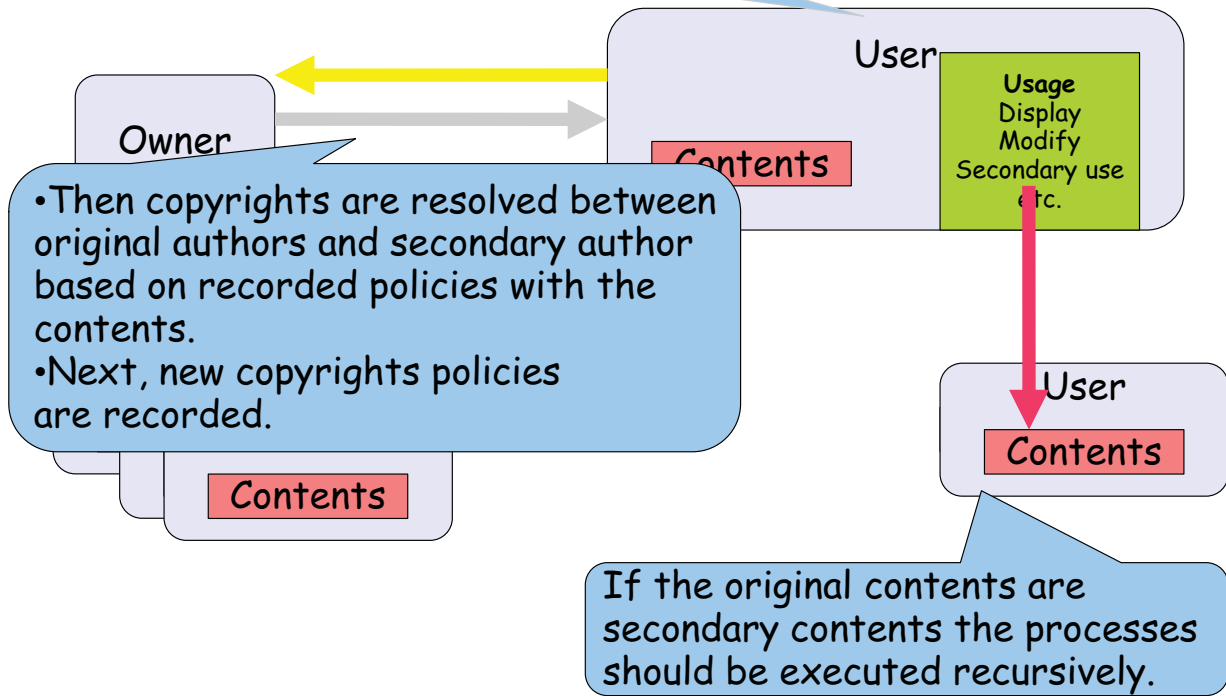 User
Usage
Display
Modify
Secondary use
etc.
Owner
Contents
•Then copyrights are resolved between
original authors and secondary author
based on recorded policies with the
contents.
•Next, new copyrights policies
are recorded.
User
Contents
Contents
If the original contents are
secondary contents the processes
should be executed recursively.